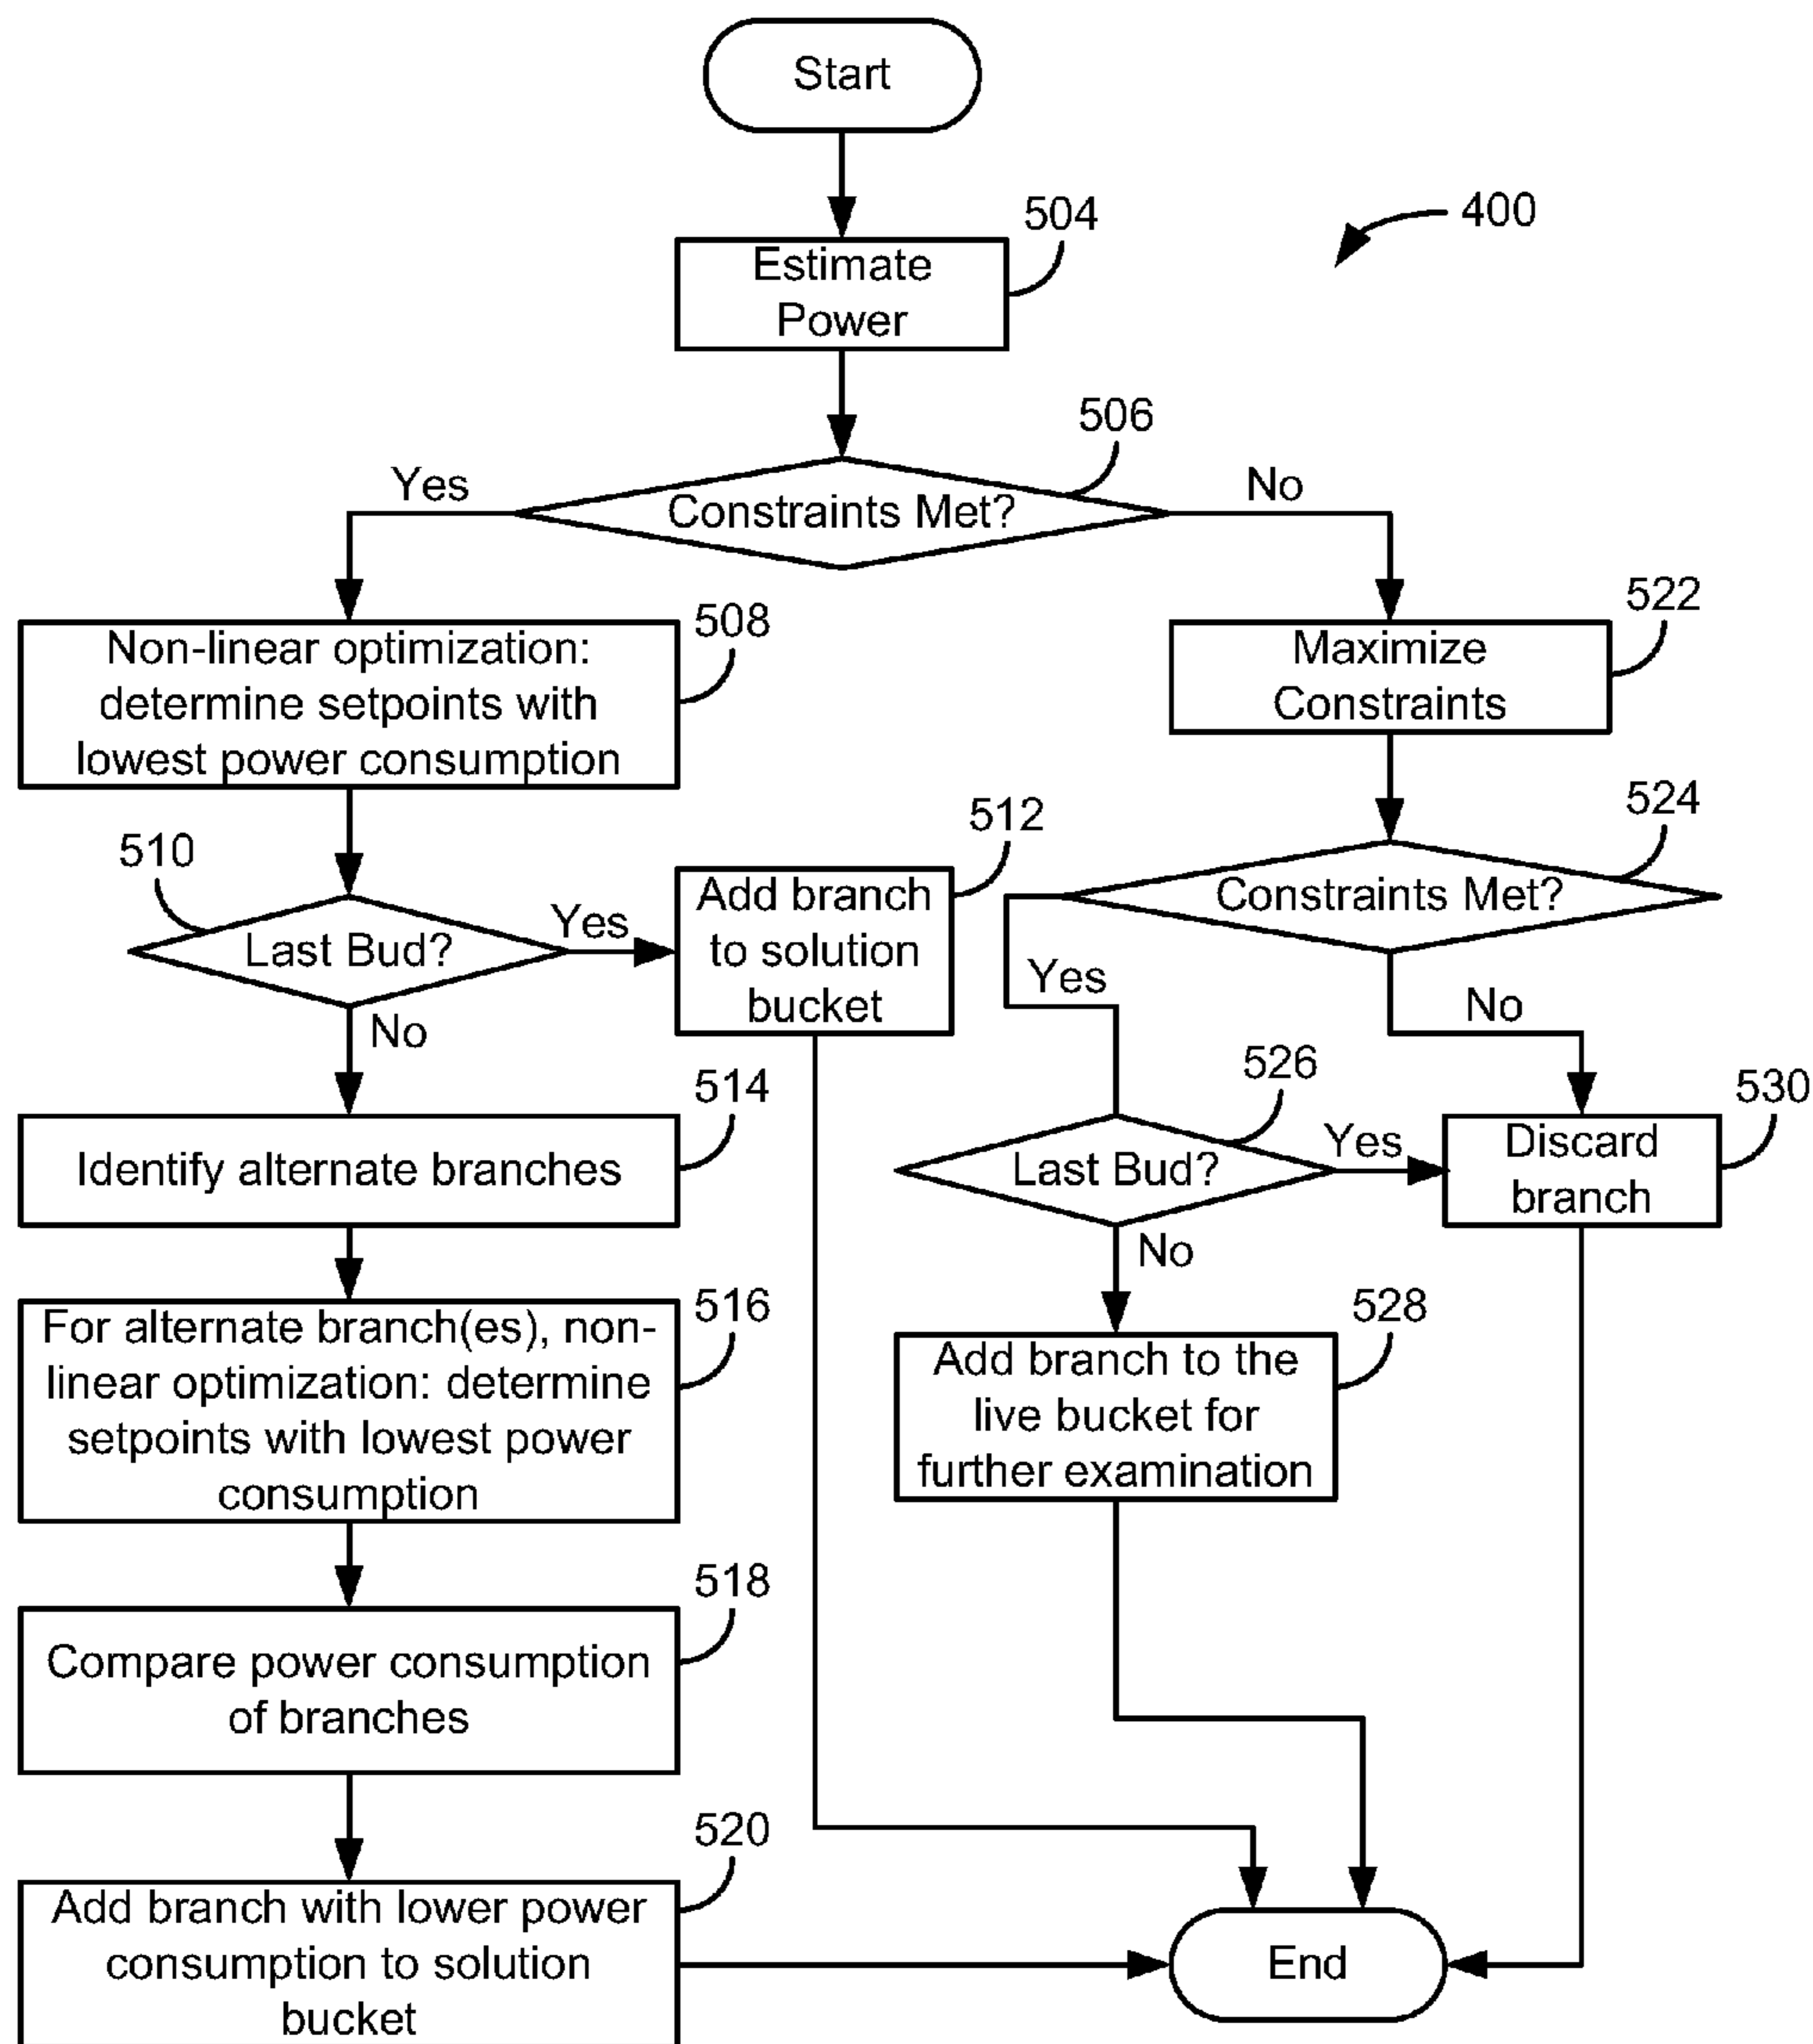 Start
504
Estimate
Power
400
506
Yes
Constraints Met?
No
508
Non-linear optimization:
determine setpoints with
lowest power consumption
522
Maximize
Constraints
510
Last Bud?
Yes
No
512
Add branch
to solution
bucket
524
Constraints Met?
Yes
No
514
Identify alternate branches
526
Last Bud?
Yes
No
530
Discard
branch
516
For alternate branch(es), non-
linear optimization: determine
setpoints with lowest power
consumption
528
Add branch to the
live bucket for
further examination
518
Compare power consumption
of branches
520
Add branch with lower power
consumption to solution
bucket
End